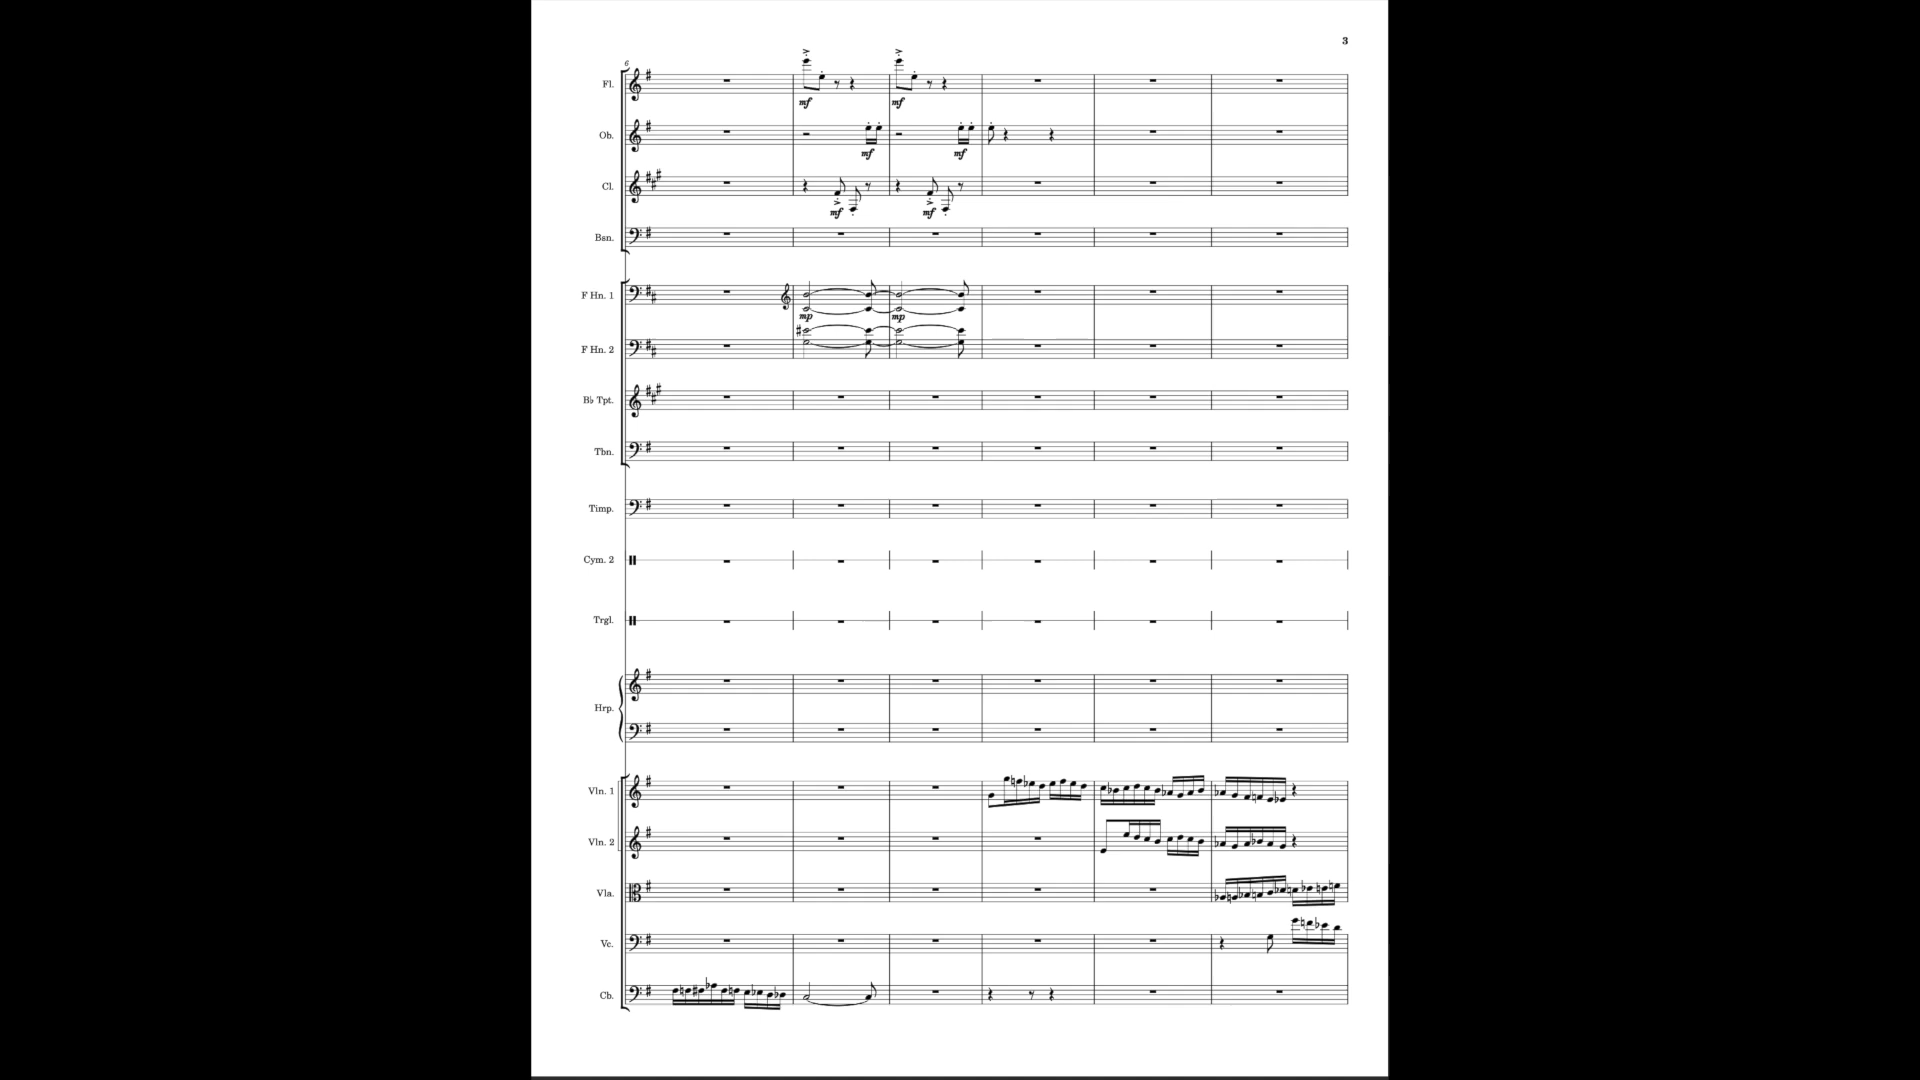 3
6
Fl.
mf mf
Ob.
mf mf
Cl.
mf mf
Bsn.
F Hn. 1
mp mp
F Hn. 2
B♭ Tpt.
Tbn.
Timp.
Cym. 2
Trgl.
Hrp.
Vln. 1
Vln. 2
Vla.
Vc.
Cb.